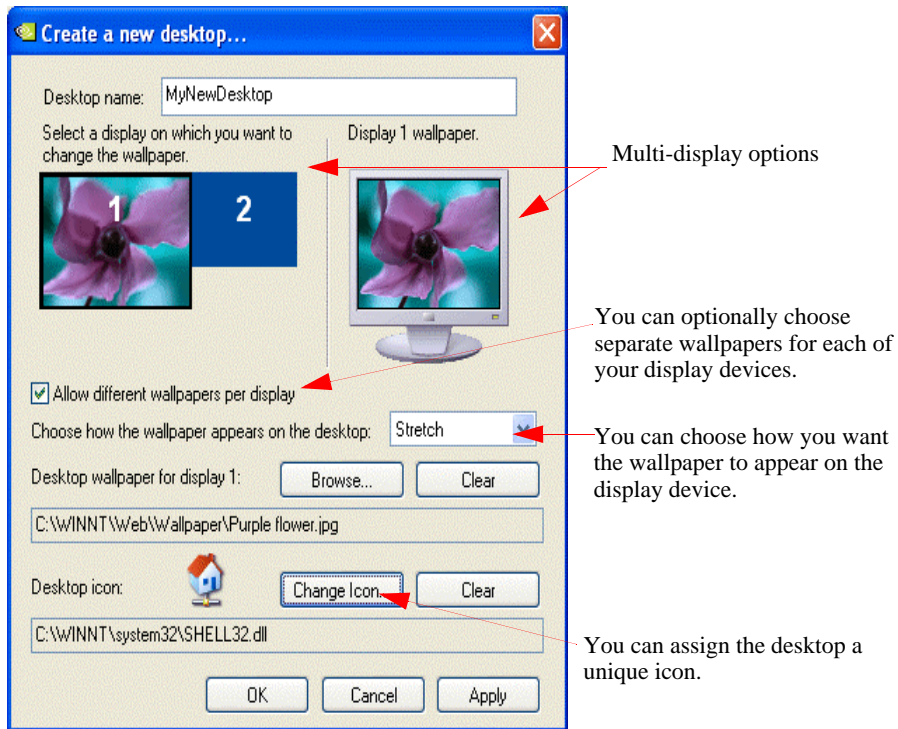 Create a new desktop...
Desktop name: MyNewDesktop
Select a display on which you want to
change the wallpaper.
Display 1 wallpaper.
Multi-display options
1
2
You can optionally choose
separate wallpapers for each of
your display devices.
Allow different wallpapers per display
Choose how the wallpaper appears on the desktop: Stretch
You can choose how you want
the wallpaper to appear on the
display device.
Desktop wallpaper for display 1: Browse... Clear
C:\WINNT\Web\Wallpaper\Purple flower.jpg
Desktop icon: Change Icon.. Clear
C:\WINNT\system32\SHELL32.dll
You can assign the desktop a
unique icon.
OK Cancel Apply